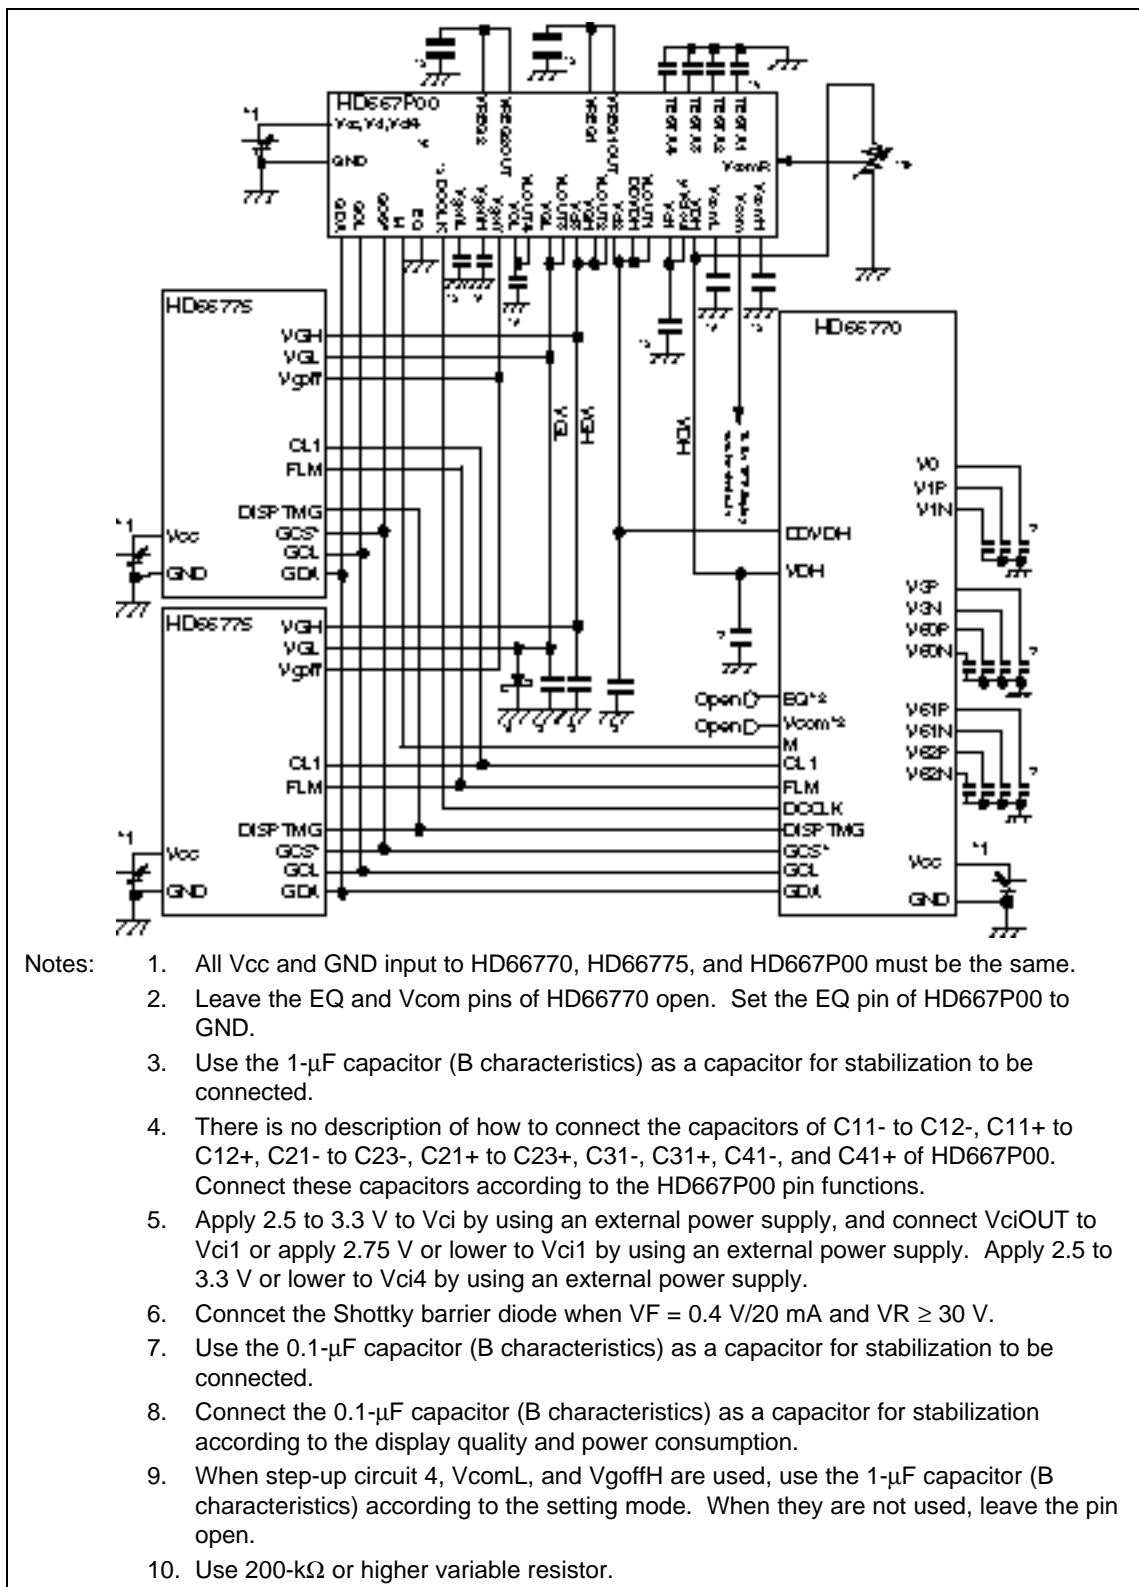 HD667P00
GND
VcomR
GDA
GCL
GCS*
M
EQ
DCCLK
VcomL
Vcom
VcomH
HD66775
VGH
VGL
Vgoff
CL1
FLM
DISPTMG
GCS*
GCL
GDA
Vcc
GND
*1
VGL
VGH
VDH
HD66770
V0
V1P
V1N
DDVDH
VDH
V3P
V3N
V60P
V60N
V61P
V61N
V62P
V62N
HD66775
VGH
VGL
Vgoff
CL1
FLM
DISPTMG
GCS*
GCL
GDA
Vcc
GND
*1
Open
EQ*2
Open
Vcom*2
M
CL1
FLM
DCCLK
DISPTMG
GCS*
GCL
GDA
Vcc
GND
*1
Notes:
1. All Vcc and GND input to HD66770, HD66775, and HD667P00 must be the same.
2. Leave the EQ and Vcom pins of HD66770 open. Set the EQ pin of HD667P00 to
GND.
3. Use the 1-μF capacitor (B characteristics) as a capacitor for stabilization to be
connected.
4. There is no description of how to connect the capacitors of C11- to C12-, C11+ to
C12+, C21- to C23-, C21+ to C23+, C31-, C31+, C41-, and C41+ of HD667P00.
Connect these capacitors according to the HD667P00 pin functions.
5. Apply 2.5 to 3.3 V to Vci by using an external power supply, and connect VciOUT to
Vci1 or apply 2.75 V or lower to Vci1 by using an external power supply. Apply 2.5 to
3.3 V or lower to Vci4 by using an external power supply.
6. Conncet the Shottky barrier diode when VF = 0.4 V/20 mA and VR ≥ 30 V.
7. Use the 0.1-μF capacitor (B characteristics) as a capacitor for stabilization to be
connected.
8. Connect the 0.1-μF capacitor (B characteristics) as a capacitor for stabilization
according to the display quality and power consumption.
9. When step-up circuit 4, VcomL, and VgoffH are used, use the 1-μF capacitor (B
characteristics) according to the setting mode. When they are not used, leave the pin
open.
10. Use 200-kΩ or higher variable resistor.